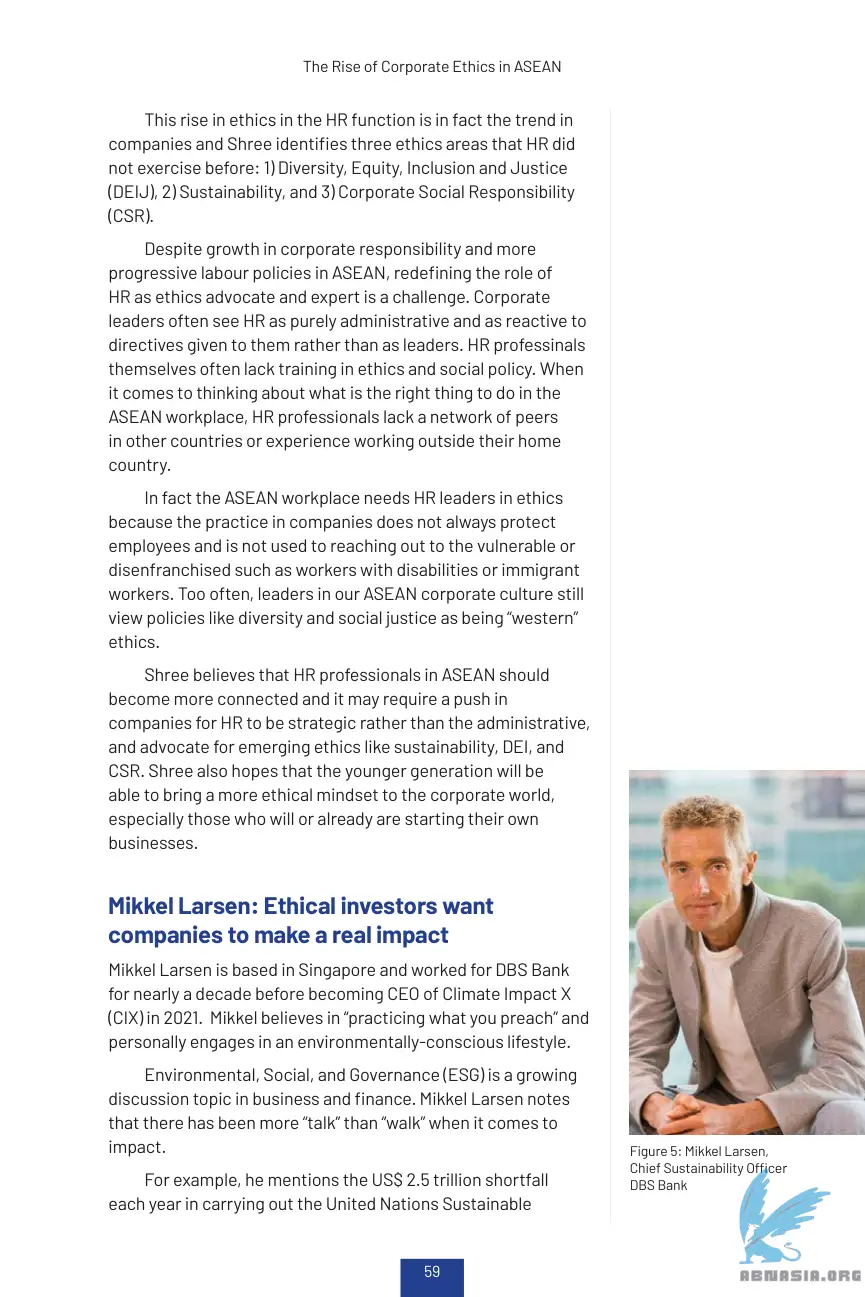 The Rise of Corporate Ethics in ASEAN
This rise in ethics in the HR function is in fact the trend in
companies and Shree identifies three ethics areas that HR did
not exercise before: 1) Diversity, Equity, Inclusion and Justice
(DEIJ), 2) Sustainability, and 3) Corporate Social Responsibility
(CSR).
Despite growth in corporate responsibility and more
progressive labour policies in ASEAN, redefining the role of
HR as ethics advocate and expert is a challenge. Corporate
leaders often see HR as purely administrative and as reactive to
directives given to them rather than as leaders. HR professinals
themselves often lack training in ethics and social policy. When
it comes to thinking about what is the right thing to do in the
ASEAN workplace, HR professionals lack a network of peers
in other countries or experience working outside their home
country.
In fact the ASEAN workplace needs HR leaders in ethics
because the practice in companies does not always protect
employees and is not used to reaching out to the vulnerable or
disenfranchised such as workers with disabilities or immigrant
workers. Too often, leaders in our ASEAN corporate culture still
view policies like diversity and social justice as being “western”
ethics.
Shree believes that HR professionals in ASEAN should
become more connected and it may require a push in
companies for HR to be strategic rather than the administrative,
and advocate for emerging ethics like sustainability, DEI, and
CSR. Shree also hopes that the younger generation will be
able to bring a more ethical mindset to the corporate world,
especially those who will or already are starting their own
businesses.
Mikkel Larsen: Ethical investors want
companies to make a real impact
Mikkel Larsen is based in Singapore and worked for DBS Bank
for nearly a decade before becoming CEO of Climate Impact X
(CIX) in 2021. Mikkel believes in “practicing what you preach” and
personally engages in an environmentally-conscious lifestyle.
Environmental, Social, and Governance (ESG) is a growing
discussion topic in business and finance. Mikkel Larsen notes
that there has been more “talk” than “walk” when it comes to
impact.
For example, he mentions the US$ 2.5 trillion shortfall
each year in carrying out the United Nations Sustainable
Figure 5: Mikkel Larsen,
Chief Sustainability Officer
DBS Bank
59
ABNASIA.ORG